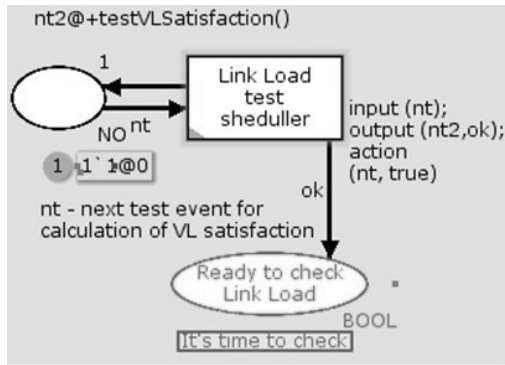 nt2@+testVLSatisfaction()
1
Link Load
test
sheduller
input (nt);
output (nt2,ok);
action
(nt, true)
nt
NO
1 1`1@0
ok
nt - next test event for
calculation of VL satisfaction
Ready to check
Link Load
BOOL
It's time to check